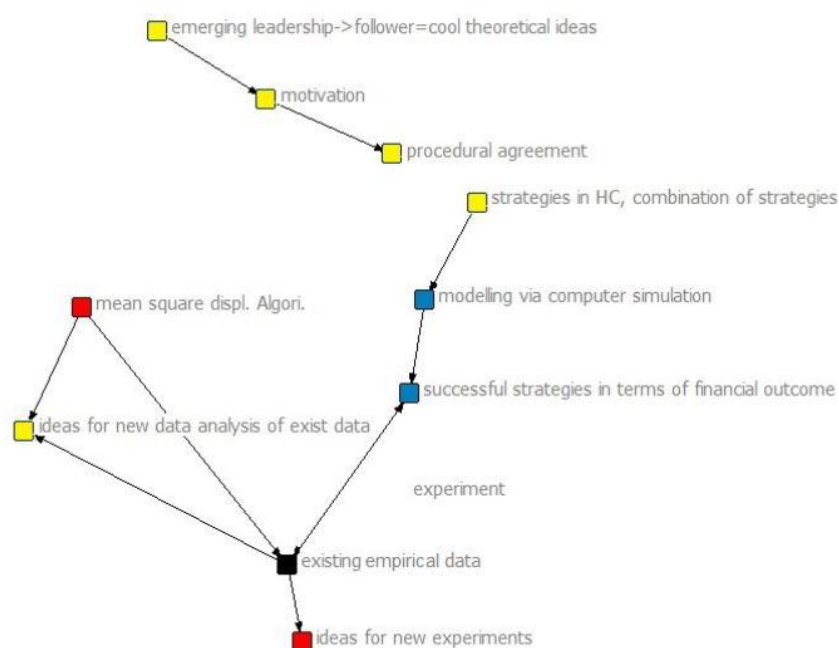 emerging leadership->follower=cool theoretical ideas
motivation
procedural agreement
strategies in HC, combination of strategies
modelling via computer simulation
mean square displ. Algori.
successful strategies in terms of financial outcome
ideas for new data analysis of exist data
experiment
existing empirical data
ideas for new experiments